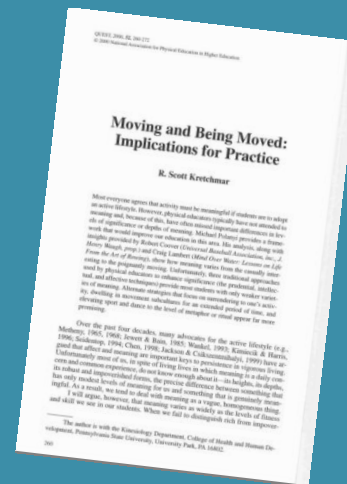 QUEST, 2000, 52, 260-272
© 2000 National Association for Physical Education in Higher Education
Moving and Being Moved:
Implications for Practice
R. Scott Kretchmar
Most everyone agrees that activity must be meaningful if students are to adopt
an active lifestyle. However, physical educators typically have not attended to
meaning and, because of this, have often missed important differences in lev-
els of significance or depths of meaning. Michael Polanyi provides a frame-
work that would improve our education in this area. His analysis, along with
insights provided by Robert Coover (Universal Baseball Association, inc., J.
Henry Waugh, prop.) and Craig Lambert (Mind Over Water: Lessons on Life
From the Art of Rowing), show how meaning varies from the casually inter-
esting to the poignantly moving. Unfortunately, three traditional approaches
used by physical educators to enhance significance (the prudential, intellec-
tual, and affective techniques) provide most students with only weaker variet-
ies of meaning. Alternate strategies that focus on surrendering to one's activ-
ity, dwelling in movement subcultures for an extended period of time, and
elevating sport and dance to the level of metaphor or ritual appear far more
promising.
Over the past four decades, many advocates for the active lifestyle (e.g.,
Metheny, 1965, 1968; Jewett & Bain, 1985; Wankel, 1993; Kimiecik & Harris,
1996; Siedentop, 1994; Chen, 1998; Jackson & Csikszentmihalyi, 1999) have ar-
gued that affect and meaning are important keys to persistence in vigorous living.
Unfortunately most of us, in spite of living lives in which meaning is a daily con-
cern and common experience, do not know enough about it—its heights, its depths,
its robust and impoverished forms, the precise difference between something that
has only modest levels of meaning for us and something that is genuinely mean-
ingful. As a result, we tend to deal with meaning as a vague, homogeneous thing.
I will argue, however, that meaning varies as widely as the levels of fitness
and skill we see in our students. When we fail to distinguish rich from impover-
The author is with the Kinesiology Department, College of Health and Human De-
velopment, Pennsylvania State University, University Park, PA 16802.
260